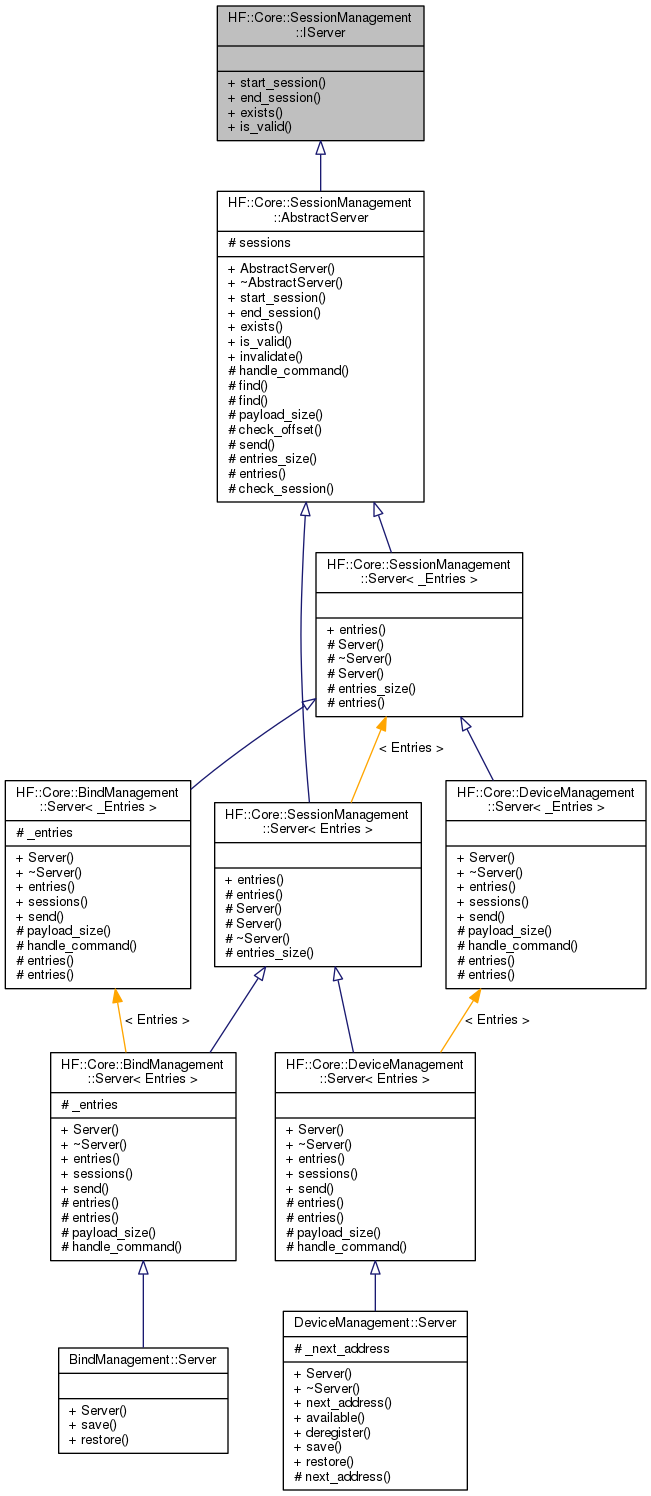 HF::Core::SessionManagement
::IServer
+ start_session()
+ end_session()
+ exists()
+ is_valid()
HF::Core::SessionManagement
::AbstractServer
# sessions
+ AbstractServer()
+ ~AbstractServer()
+ start_session()
+ end_session()
+ exists()
+ is_valid()
+ invalidate()
# handle_command()
# find()
# find()
# payload_size()
# check_offset()
# send()
# entries_size()
# entries()
# check_session()
HF::Core::SessionManagement
::Server< _Entries >
+ entries()
# Server()
# ~Server()
# Server()
# entries_size()
# entries()
< Entries >
HF::Core::BindManagement
::Server< _Entries >
# _entries
+ Server()
+ ~Server()
+ entries()
+ sessions()
+ send()
# payload_size()
# handle_command()
# entries()
# entries()
HF::Core::SessionManagement
::Server< Entries >
+ entries()
# entries()
# Server()
# Server()
# ~Server()
# entries_size()
HF::Core::DeviceManagement
::Server< _Entries >
+ Server()
+ ~Server()
+ entries()
+ sessions()
+ send()
# payload_size()
# handle_command()
# entries()
# entries()
< Entries >
< Entries >
HF::Core::BindManagement
::Server< Entries >
# _entries
+ Server()
+ ~Server()
+ entries()
+ sessions()
+ send()
# entries()
# entries()
# payload_size()
# handle_command()
HF::Core::DeviceManagement
::Server< Entries >
+ Server()
+ ~Server()
+ entries()
+ sessions()
+ send()
# entries()
# entries()
# payload_size()
# handle_command()
BindManagement::Server
+ Server()
+ save()
+ restore()
DeviceManagement::Server
# _next_address
+ Server()
+ ~Server()
+ next_address()
+ available()
+ deregister()
+ save()
+ restore()
# next_address()